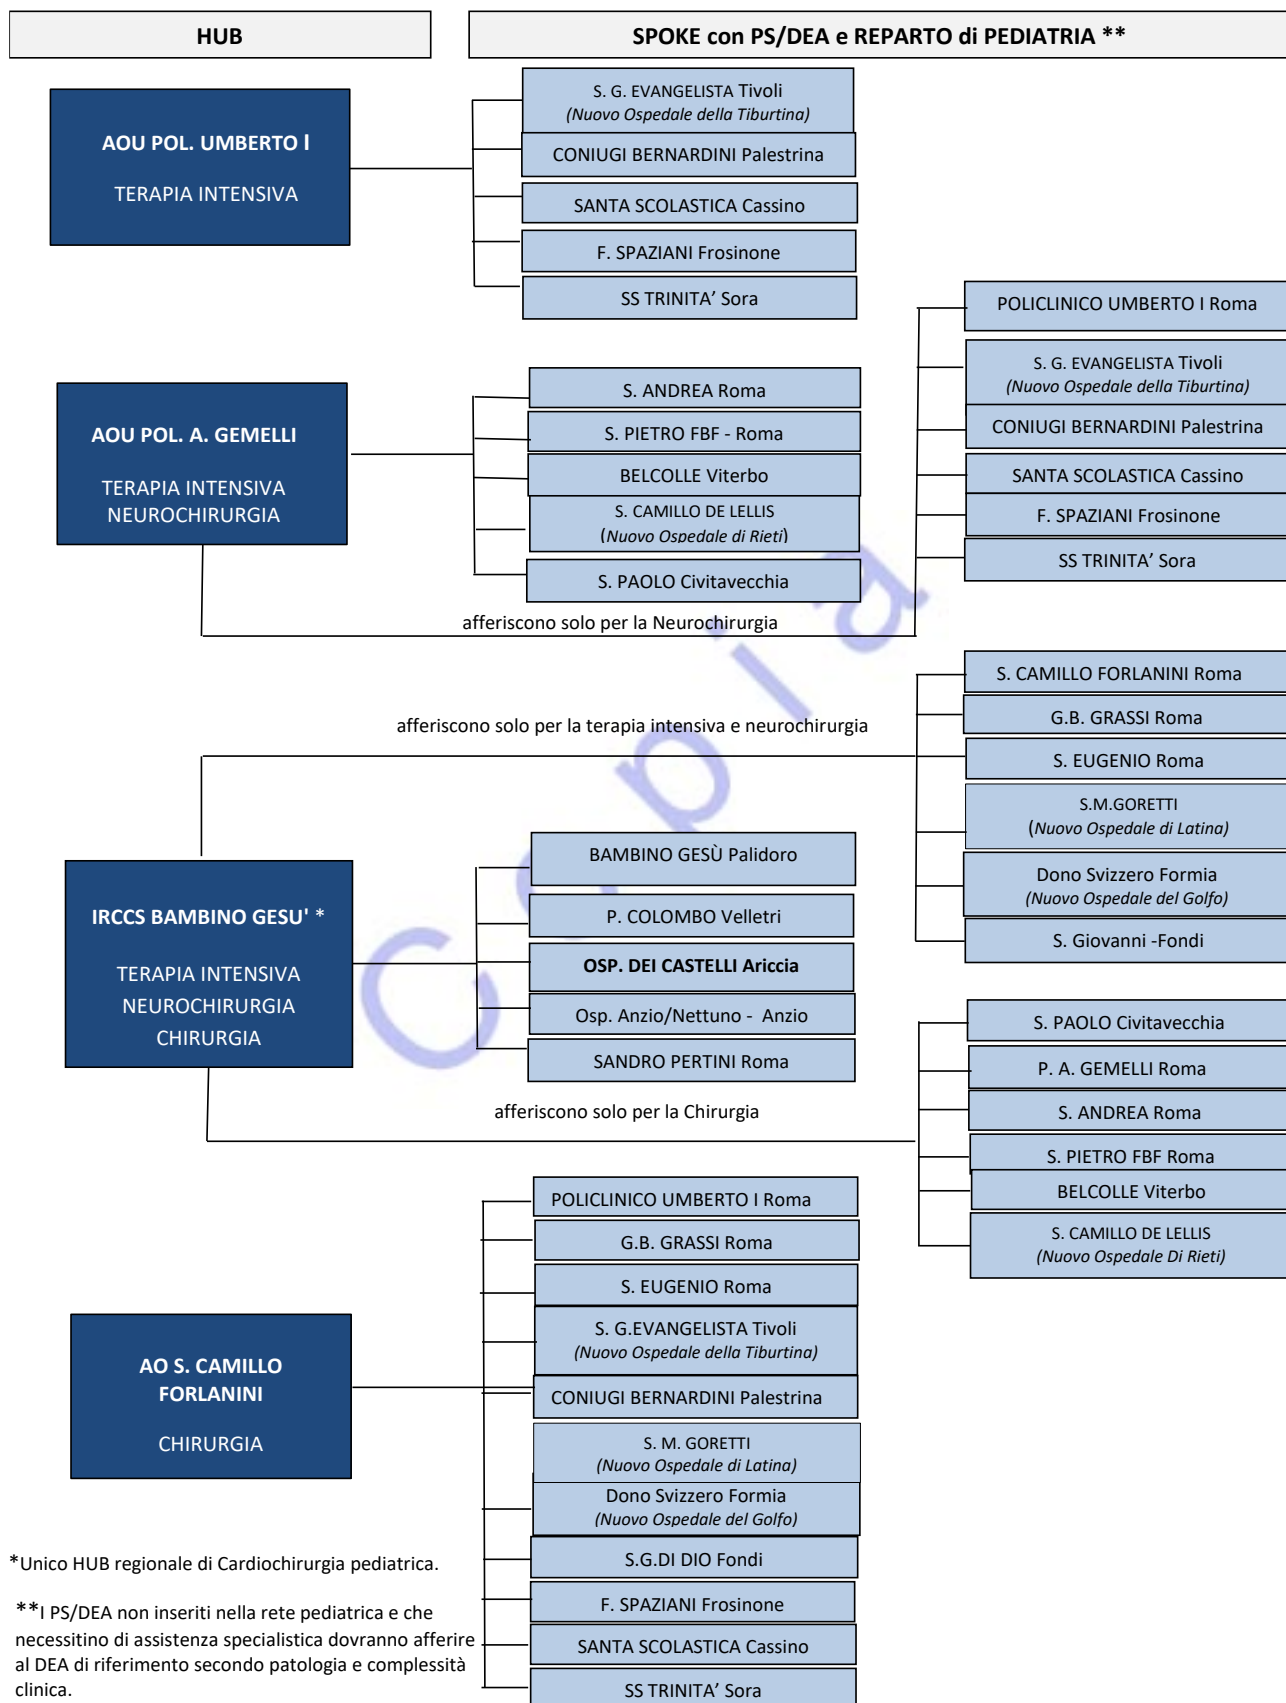 HUB
SPOKE con PS/DEA e REPARTO di PEDIATRIA **
AOU POL. UMBERTO I
TERAPIA INTENSIVA
S. G. EVANGELISTA Tivoli
(Nuovo Ospedale della Tiburtina)
CONIUGI BERNARDINI Palestrina
SANTA SCOLASTICA Cassino
F. SPAZIANI Frosinone
SS TRINITA’ Sora
AOU POL. A. GEMELLI
TERAPIA INTENSIVA
NEUROCHIRURGIA
S. ANDREA Roma
S. PIETRO FBF - Roma
BELCOLLE Viterbo
S. CAMILLO DE LELLIS
(Nuovo Ospedale di Rieti)
S. PAOLO Civitavecchia
POLICLINICO UMBERTO I Roma
S. G. EVANGELISTA Tivoli
(Nuovo Ospedale della Tiburtina)
CONIUGI BERNARDINI Palestrina
SANTA SCOLASTICA Cassino
F. SPAZIANI Frosinone
SS TRINITA’ Sora
afferiscono solo per la Neurochirurgia
afferiscono solo per la terapia intensiva e neurochirurgia
S. CAMILLO FORLANINI Roma
G.B. GRASSI Roma
S. EUGENIO Roma
S.M.GORETTI
(Nuovo Ospedale di Latina)
Dono Svizzero Formia
(Nuovo Ospedale del Golfo)
S. Giovanni -Fondi
IRCCS BAMBINO GESU' *
TERAPIA INTENSIVA
NEUROCHIRURGIA
CHIRURGIA
BAMBINO GESÙ Palidoro
P. COLOMBO Velletri
OSP. DEI CASTELLI Ariccia
Osp. Anzio/Nettuno - Anzio
SANDRO PERTINI Roma
afferiscono solo per la Chirurgia
S. PAOLO Civitavecchia
P. A. GEMELLI Roma
S. ANDREA Roma
S. PIETRO FBF Roma
BELCOLLE Viterbo
S. CAMILLO DE LELLIS
(Nuovo Ospedale Di Rieti)
AO S. CAMILLO
FORLANINI
CHIRURGIA
POLICLINICO UMBERTO I Roma
G.B. GRASSI Roma
S. EUGENIO Roma
S. G.EVANGELISTA Tivoli
(Nuovo Ospedale della Tiburtina)
CONIUGI BERNARDINI Palestrina
S. M. GORETTI
(Nuovo Ospedale di Latina)
Dono Svizzero Formia
(Nuovo Ospedale del Golfo)
S.G.DI DIO Fondi
F. SPAZIANI Frosinone
SANTA SCOLASTICA Cassino
SS TRINITA’ Sora
*Unico HUB regionale di Cardiochirurgia pediatrica.
**I PS/DEA non inseriti nella rete pediatrica e che
necessitino di assistenza specialistica dovranno afferire
al DEA di riferimento secondo patologia e complessità
clinica.
Copia